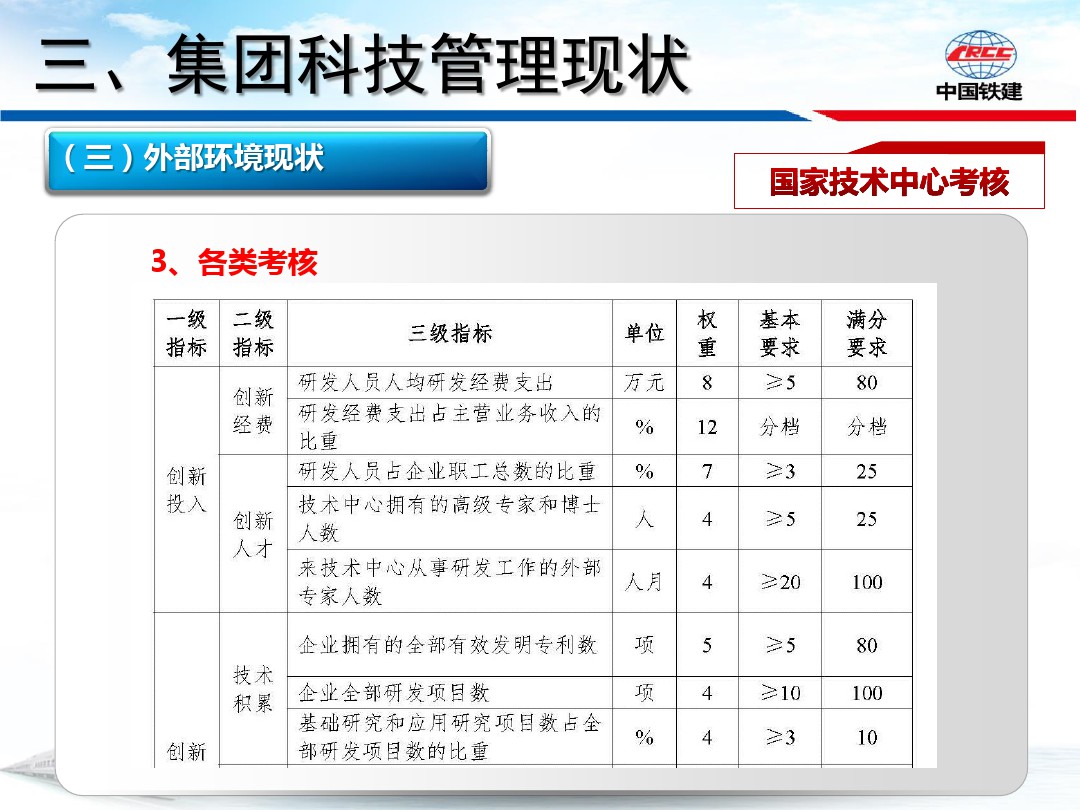 三、集团科技管理现状
CRCC
中国铁建
（三）外部环境现状
国家技术中心考核
3、各类考核
一级指标 二级指标 三级指标 单位 权重 基本要求 满分要求
创新投入 创新经费 研发人员人均研发经费支出 万元 8 ≥5 80
研发经费支出占主营业务收入的比重 % 12 分档 分档
创新人才 研发人员占企业职工总数的比重 % 7 ≥3 25
技术中心拥有的高级专家和博士人数 人 4 ≥5 25
来技术中心从事研发工作的外部专家人数 人月 4 ≥20 100
创新 技术积累 企业拥有的全部有效发明专利数 项 5 ≥5 80
企业全部研发项目数 项 4 ≥10 100
基础研究和应用研究项目数占全部研发项目数的比重 % 4 ≥3 10